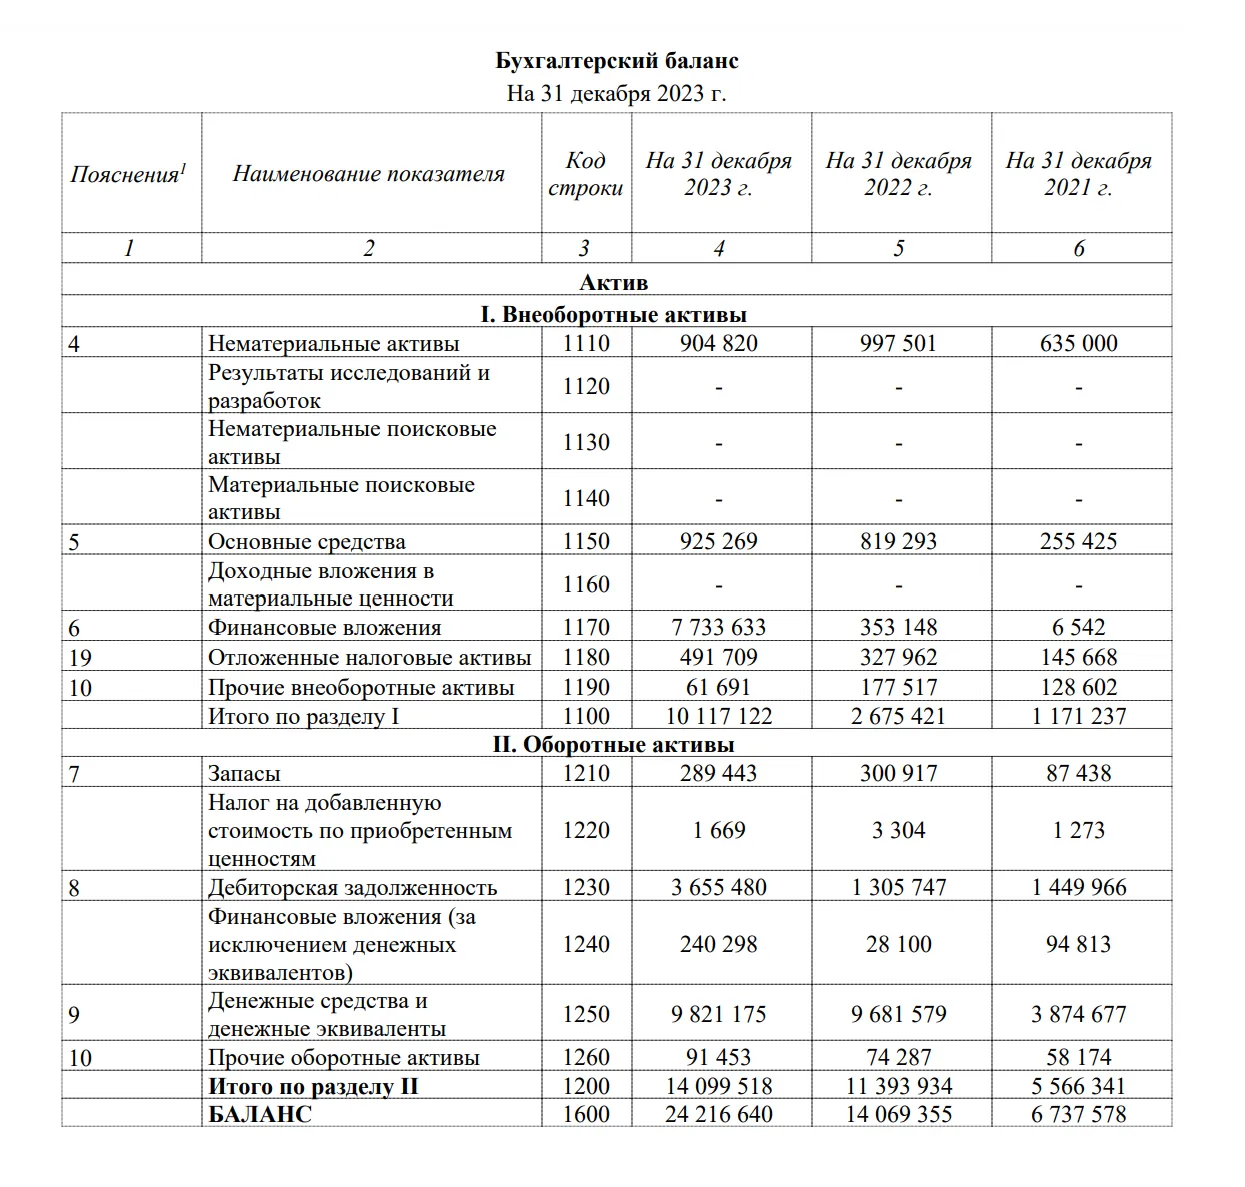 Бухгалтерский баланс
На 31 декабря 2023 г.
Пояснения1 Наименование показателя Код строки На 31 декабря 2023 г. На 31 декабря 2022 г. На 31 декабря 2021 г.
1 2 3 4 5 6
Актив
I. Внеоборотные активы
4 Нематериальные активы 1110 904 820 997 501 635 000
Результаты исследований и
разработок 1120 - - -
Нематериальные поисковые
активы 1130 - - -
Материальные поисковые
активы 1140 - - -
5 Основные средства 1150 925 269 819 293 255 425
Доходные вложения в
материальные ценности 1160 - - -
6 Финансовые вложения 1170 7 733 633 353 148 6 542
19 Отложенные налоговые активы 1180 491 709 327 962 145 668
10 Прочие внеоборотные активы 1190 61 691 177 517 128 602
Итого по разделу I 1100 10 117 122 2 675 421 1 171 237
II. Оборотные активы
7 Запасы 1210 289 443 300 917 87 438
Налог на добавленную
стоимость по приобретенным
ценностям 1220 1 669 3 304 1 273
8 Дебиторская задолженность 1230 3 655 480 1 305 747 1 449 966
Финансовые вложения (за
исключением денежных
эквивалентов) 1240 240 298 28 100 94 813
9 Денежные средства и
денежные эквиваленты 1250 9 821 175 9 681 579 3 874 677
10 Прочие оборотные активы 1260 91 453 74 287 58 174
Итого по разделу II 1200 14 099 518 11 393 934 5 566 341
БАЛАНС 1600 24 216 640 14 069 355 6 737 578